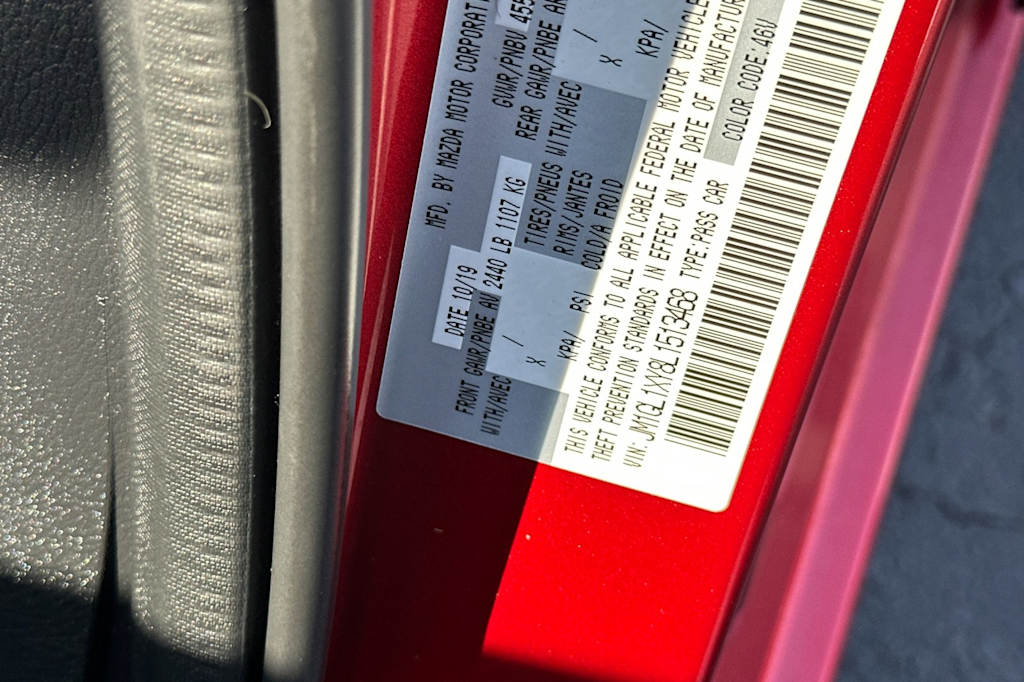 MFD. BY MAZDA MOTOR CORPORATI
DATE 10/19 GVWR/PNBV 455
FRONT GAWR/PNBE AV 2440 LB 1107 KG REAR GAWR/PNBE AR
WITH/AVEC X / TIRES/PNEUS WITH/AVEC X /
KPA/ PSI RIMS/JANTES COLD/A FROID KPA/
THIS VEHICLE CONFORMS TO ALL APPLICABLE FEDERAL MOTOR VEHICLE
THEFT PREVENTION STANDARDS IN EFFECT ON THE DATE OF MANUFACTUR
VIN: TYPE:PASS CAR COLOR CODE:46V